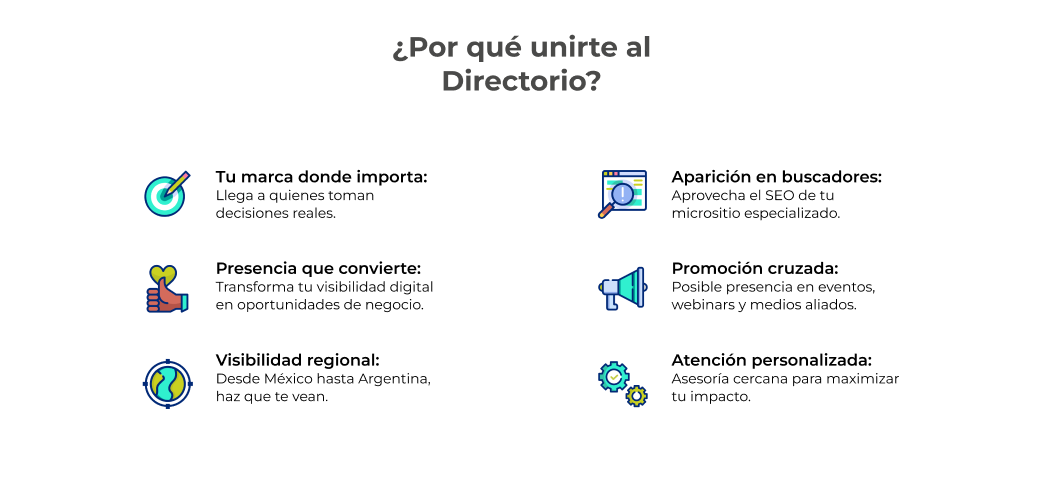 ¿Por qué unirte al
Directorio?
Tu marca donde importa:
Llega a quienes toman
decisiones reales.
Presencia que convierte:
Transforma tu visibilidad digital
en oportunidades de negocio.
Visibilidad regional:
Desde México hasta Argentina,
haz que te vean.
Aparición en buscadores:
Aprovecha el SEO de tu
micrositio especializado.
Promoción cruzada:
Posible presencia en eventos,
webinars y medios aliados.
Atención personalizada:
Asesoría cercana para maximizar
tu impacto.